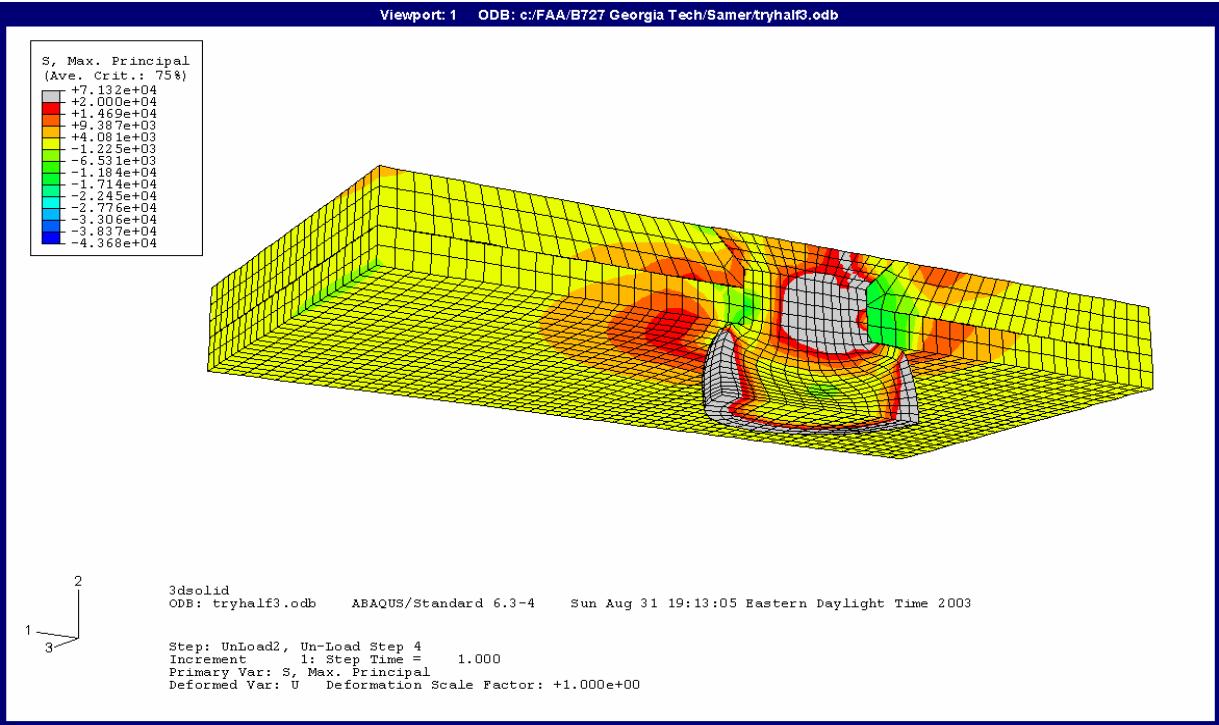 Viewport: 1 ODB: c:/FAA/B727 Georgia Tech/Samer/tryhalf3.odb
S, Max. Principal
(Ave. Crit.: 75%)
+7.132e+04
+2.000e+04
+1.469e+04
+9.387e+03
+4.081e+03
-1.225e+03
-6.531e+03
-1.184e+04
-1.714e+04
-2.245e+04
-2.776e+04
-3.306e+04
-3.837e+04
-4.368e+04
2
1
3
3dsolid
ODB: tryhalf3.odb ABAQUS/Standard 6.3-4 Sun Aug 31 19:13:05 Eastern Daylight Time 2003
Step: UnLoad2, Un-Load Step 4
Increment 1: Step Time = 1.000
Primary Var: S, Max. Principal
Deformed Var: U Deformation Scale Factor: +1.000e+00